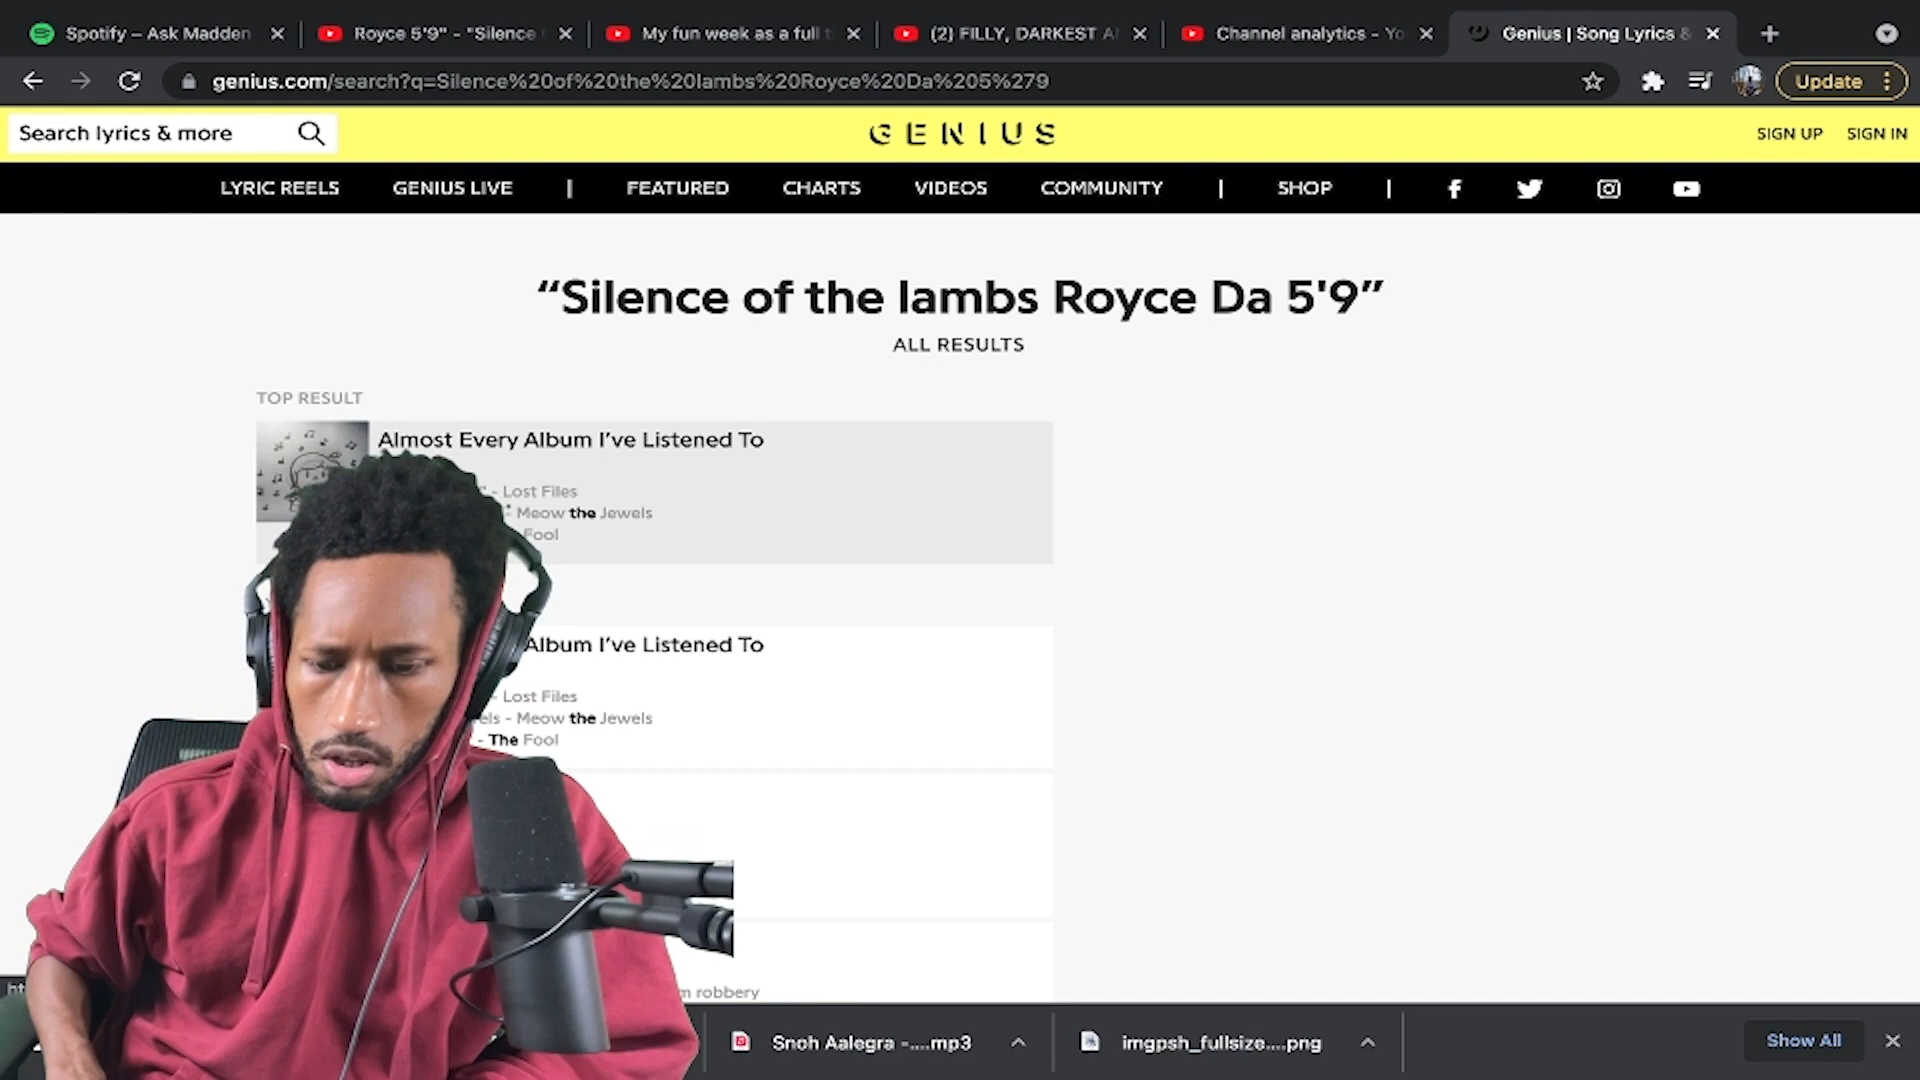 Spotify – Ask Madden
Royce 5'9" - "Silence
My fun week as a full t
(2) FILLY, DARKEST
Channel analytics - Yo
Genius | Song Lyrics &
genius.com/search?q=Silence%20of%20the%20lambs%20Royce%20Da%205%279
Update
Search lyrics & more
GENIUS
SIGN UP
SIGN IN
LYRIC REELS
GENIUS LIVE
|
FEATURED
CHARTS
VIDEOS
COMMUNITY
|
SHOP
|
“Silence of the lambs Royce Da 5'9”
ALL RESULTS
TOP RESULT
Almost Every Album I’ve Listened To
- Lost Files
- Meow the Jewels
Fool
Album I’ve Listened To
- Lost Files
els - Meow the Jewels
- The Fool
m robbery
Snoh Aalegra -....mp3
imgpsh_fullsize....png
Show All